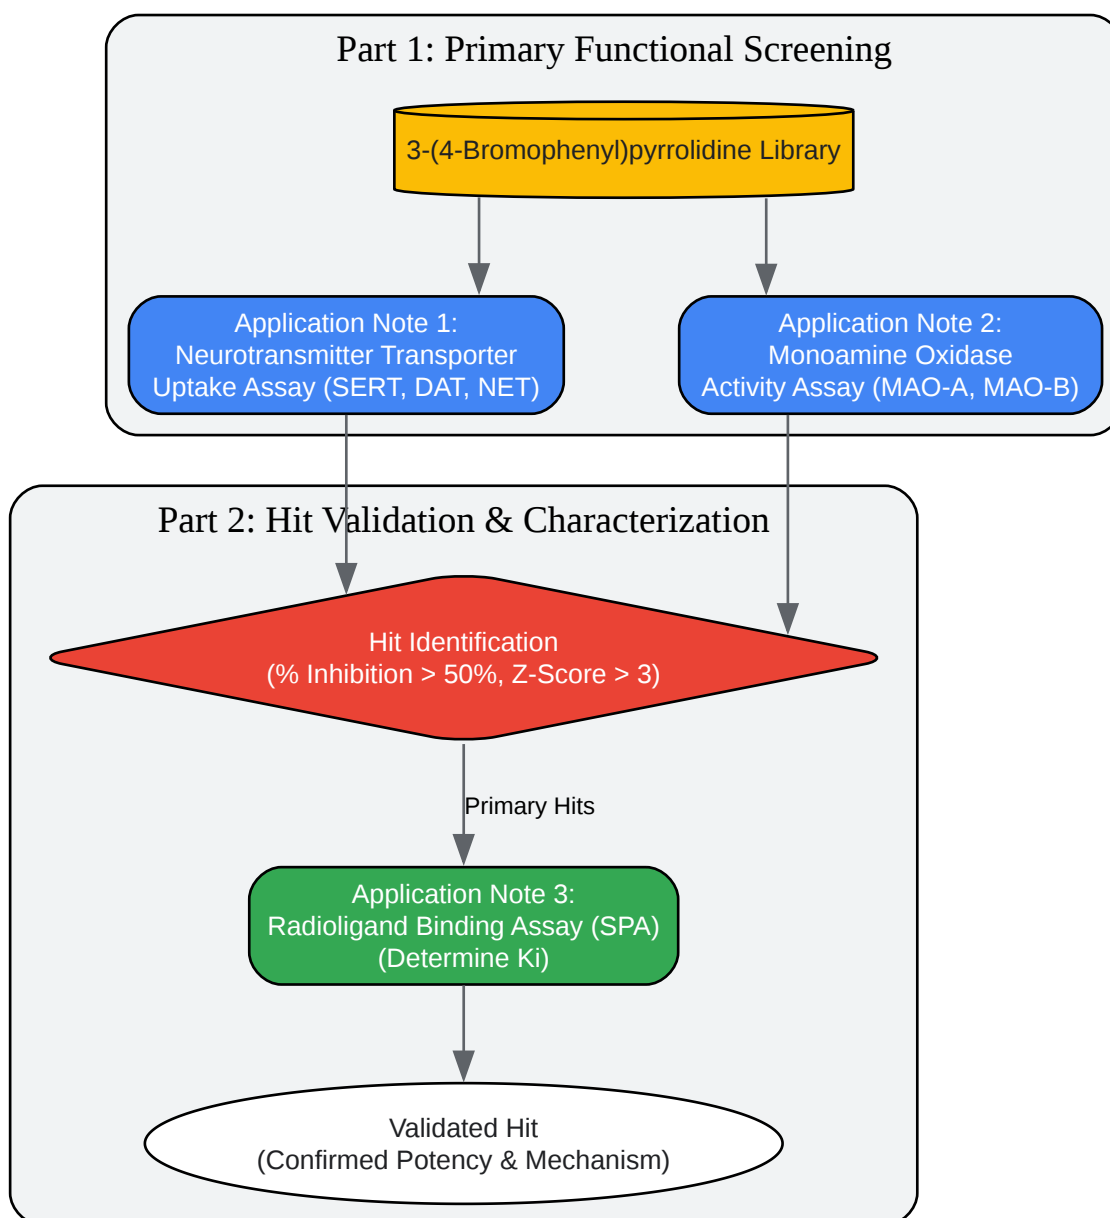 Part 1: Primary Functional Screening
3-(4-Bromophenyl)pyrrolidine Library
Application Note 1:
Neurotransmitter Transporter
Uptake Assay (SERT, DAT, NET)
Application Note 2:
Monoamine Oxidase
Activity Assay (MAO-A, MAO-B)
Part 2: Hit Validation & Characterization
Hit Identification
(% Inhibition > 50%, Z-Score > 3)
Primary Hits
Application Note 3:
Radioligand Binding Assay (SPA)
(Determine Ki)
Validated Hit
(Confirmed Potency & Mechanism)